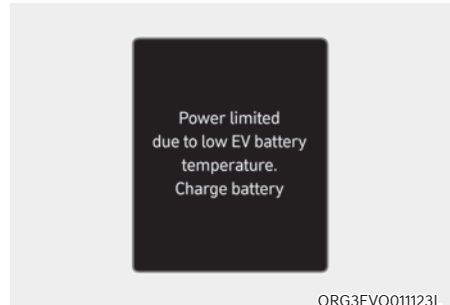 Power limited
due to low EV battery
temperature.
Charge battery
ORG3EVQ011123L